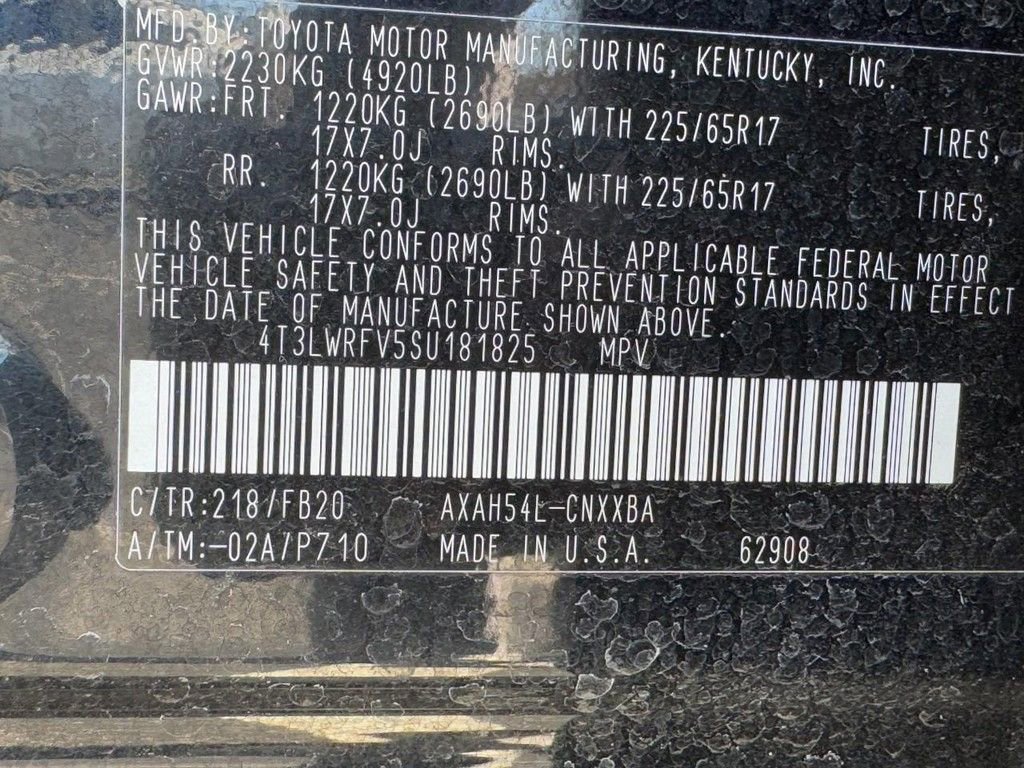 MFD BY: TOYOTA MOTOR MANUFACTURING, KENTUCKY, INC.
GVWR:2230KG (4920LB)
GAWR:FRT. 1220KG (2690LB) WITH 225/65R17 TIRES,
17X7.0J RIMS.
RR. 1220KG (2690LB) WITH 225/65R17 TIRES,
17X7.0J RIMS.
THIS VEHICLE CONFORMS TO ALL APPLICABLE FEDERAL MOTOR
VEHICLE SAFETY AND THEFT PREVENTION STANDARDS IN EFFECT
THE DATE OF MANUFACTURE SHOWN ABOVE.
4T3LWRFV5SU181825 MPV
C/TR:218/FB20 AXAH54L-CNXXBA
A/TM:-02A/P710 MADE IN U.S.A. 62908